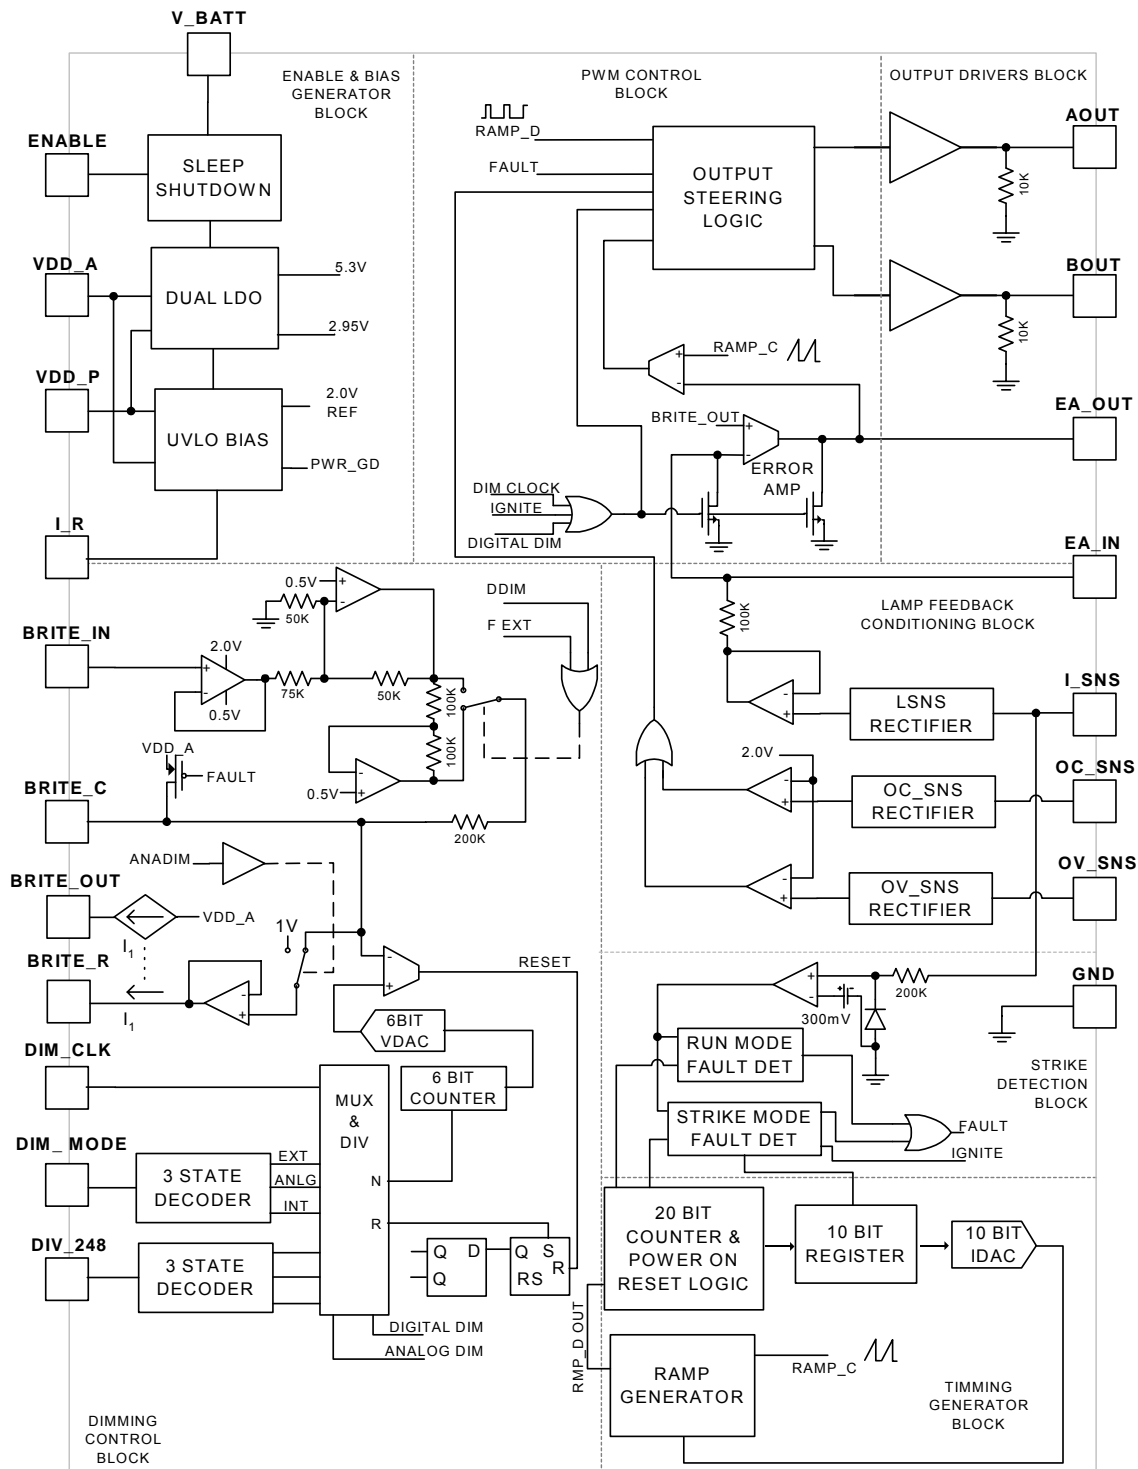 V_BATT
ENABLE & BIAS
GENERATOR
BLOCK
PWM CONTROL
BLOCK
OUTPUT DRIVERS BLOCK
ENABLE
SLEEP
SHUTDOWN
RAMP_D
FAULT
OUTPUT
STEERING
LOGIC
AOUT
10K
VDD_A
DUAL LDO
5.3V
2.95V
BOUT
10K
VDD_P
UVLO BIAS
2.0V
REF
PWR_GD
+
-
RAMP_C
BRITE_OUT
+
-
ERROR
AMP
EA_OUT
DIM CLOCK
IGNITE
DIGITAL DIM
I_R
EA_IN
BRITE_IN
0.5V
+
-
50K
2.0V
+
-
0.5V
75K
50K
100K
100K
0.5V
-
+
DDIM
F EXT
LAMP FEEDBACK
CONDITIONING BLOCK
100K
-
+
LSNS
RECTIFIER
I_SNS
VDD_A
FAULT
BRITE_C
200K
2.0V
-
+
OC_SNS
RECTIFIER
OC_SNS
ANADIM
BRITE_OUT
VDD_A
I1
-
+
OV_SNS
RECTIFIER
OV_SNS
BRITE_R
I1
-
+
1V
-
+
RESET
+
-
300mV
+
-
200K
GND
6BIT
VDAC
DIM_CLK
6 BIT
COUNTER
MUX
&
DIV
N
R
RUN MODE
FAULT DET
STRIKE MODE
FAULT DET
FAULT
IGNITE
STRIKE
DETECTION
BLOCK
DIM_ MODE
3 STATE
DECODER
EXT
ANLG
INT
DIV_248
3 STATE
DECODER
Q D
Q
Q S
R
RS
DIGITAL DIM
ANALOG DIM
20 BIT
COUNTER &
POWER ON
RESET LOGIC
10 BIT
REGISTER
10 BIT
IDAC
RMP_D OUT
RAMP
GENERATOR
RAMP_C
TIMMING
GENERATOR
BLOCK
DIMMING
CONTROL
BLOCK